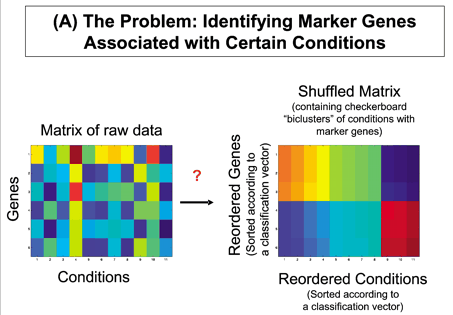 (A) The Problem: Identifying Marker Genes
Associated with Certain Conditions
Shuffled Matrix
(containing checkerboard
"biclusters" of conditions with
marker genes)
Matrix of raw data
Genes
?
Reordered Genes
(Sorted according to
a classification vector)
Conditions
Reordered Conditions
(Sorted according to
a classification vector)